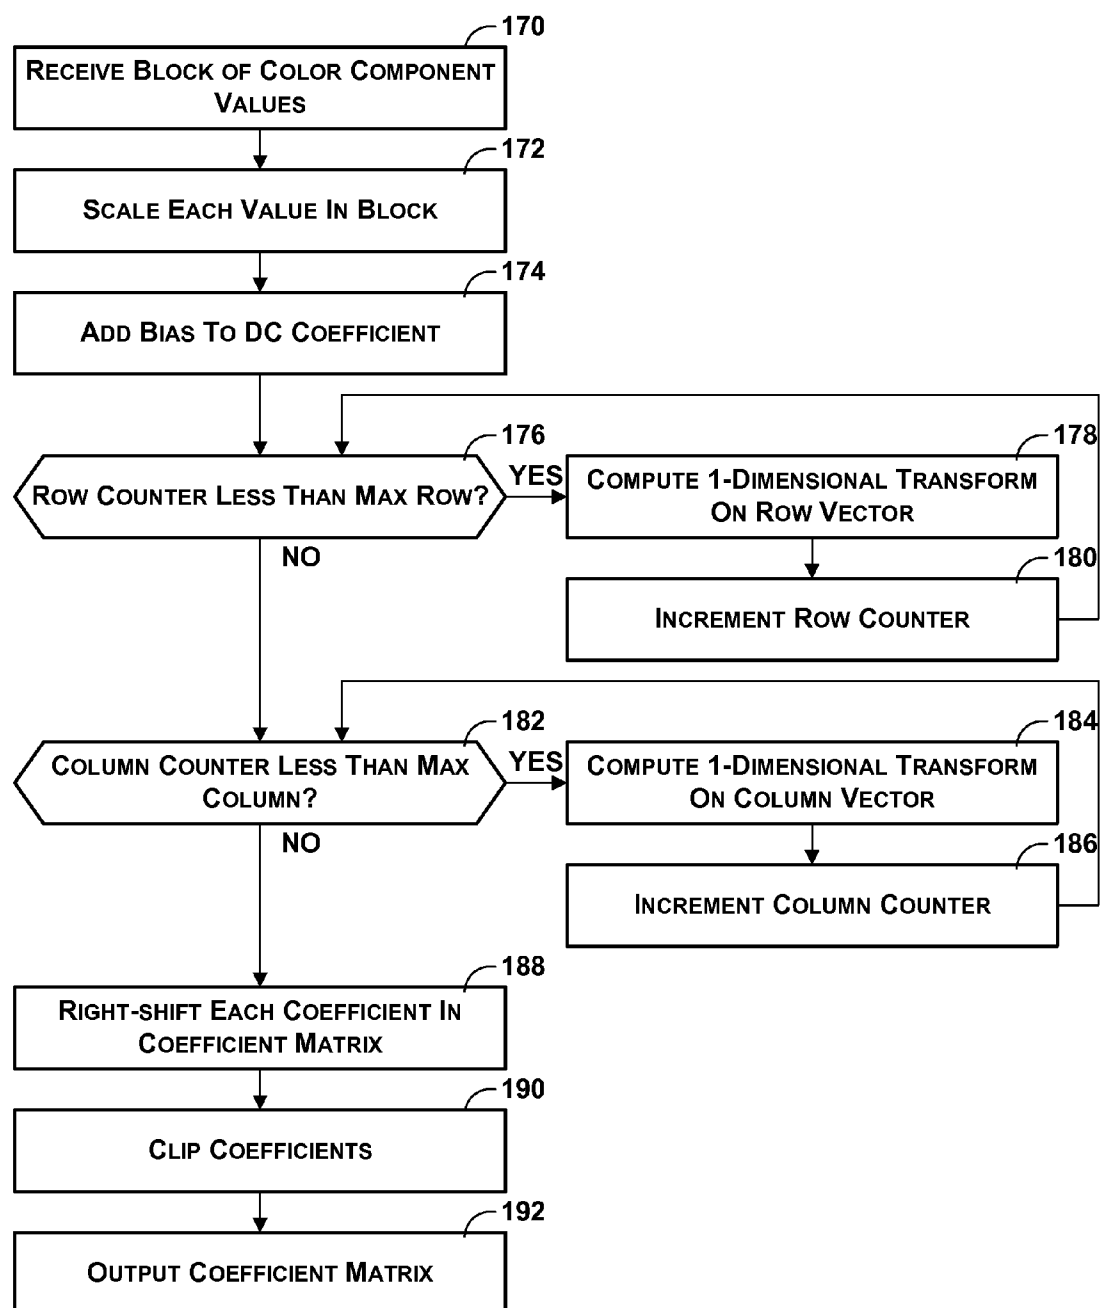 170
RECEIVE BLOCK OF COLOR COMPONENT
VALUES
172
SCALE EACH VALUE IN BLOCK
174
ADD BIAS TO DC COEFFICIENT
176
ROW COUNTER LESS THAN MAX ROW?
YES
NO
178
COMPUTE 1-DIMENSIONAL TRANSFORM
ON ROW VECTOR
180
INCREMENT ROW COUNTER
182
COLUMN COUNTER LESS THAN MAX
COLUMN?
YES
NO
184
COMPUTE 1-DIMENSIONAL TRANSFORM
ON COLUMN VECTOR
186
INCREMENT COLUMN COUNTER
188
RIGHT-SHIFT EACH COEFFICIENT IN
COEFFICIENT MATRIX
190
CLIP COEFFICIENTS
192
OUTPUT COEFFICIENT MATRIX